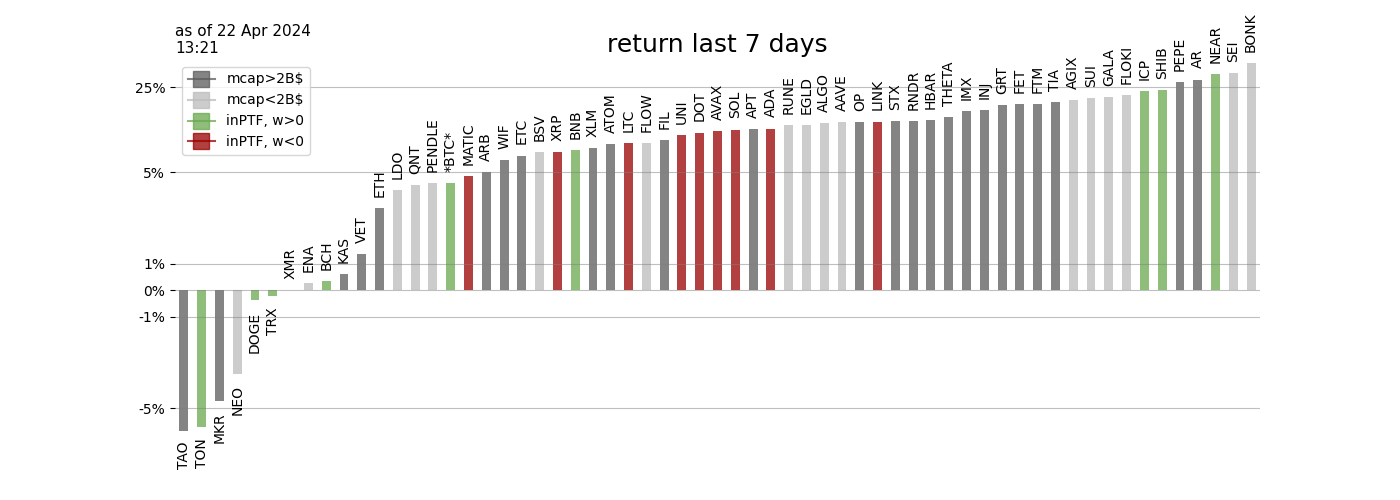 as of 22 Apr 2024
13:21
return last 7 days
mcap>2B$
mcap<2B$
inPTF, w>0
inPTF, w<0
25%
5%
1%
0%
-1%
-5%
TAO
TON
MKR
NEO
DOGE
TRX
XMR
ENA
BCH
KAS
VET
ETH
LDO
QNT
PENDLE
*BTC*
MATIC
ARB
WIF
ETC
BSV
XRP
BNB
XLM
ATOM
LTC
FLOW
FIL
UNI
DOT
AVAX
SOL
APT
ADA
RUNE
EGLD
ALGO
AAVE
OP
LINK
STX
RNDR
HBAR
THETA
IMX
INJ
GRT
FET
FTM
TIA
AGIX
SUI
GALA
FLOKI
ICP
SHIB
PEPE
AR
NEAR
SEI
BONK